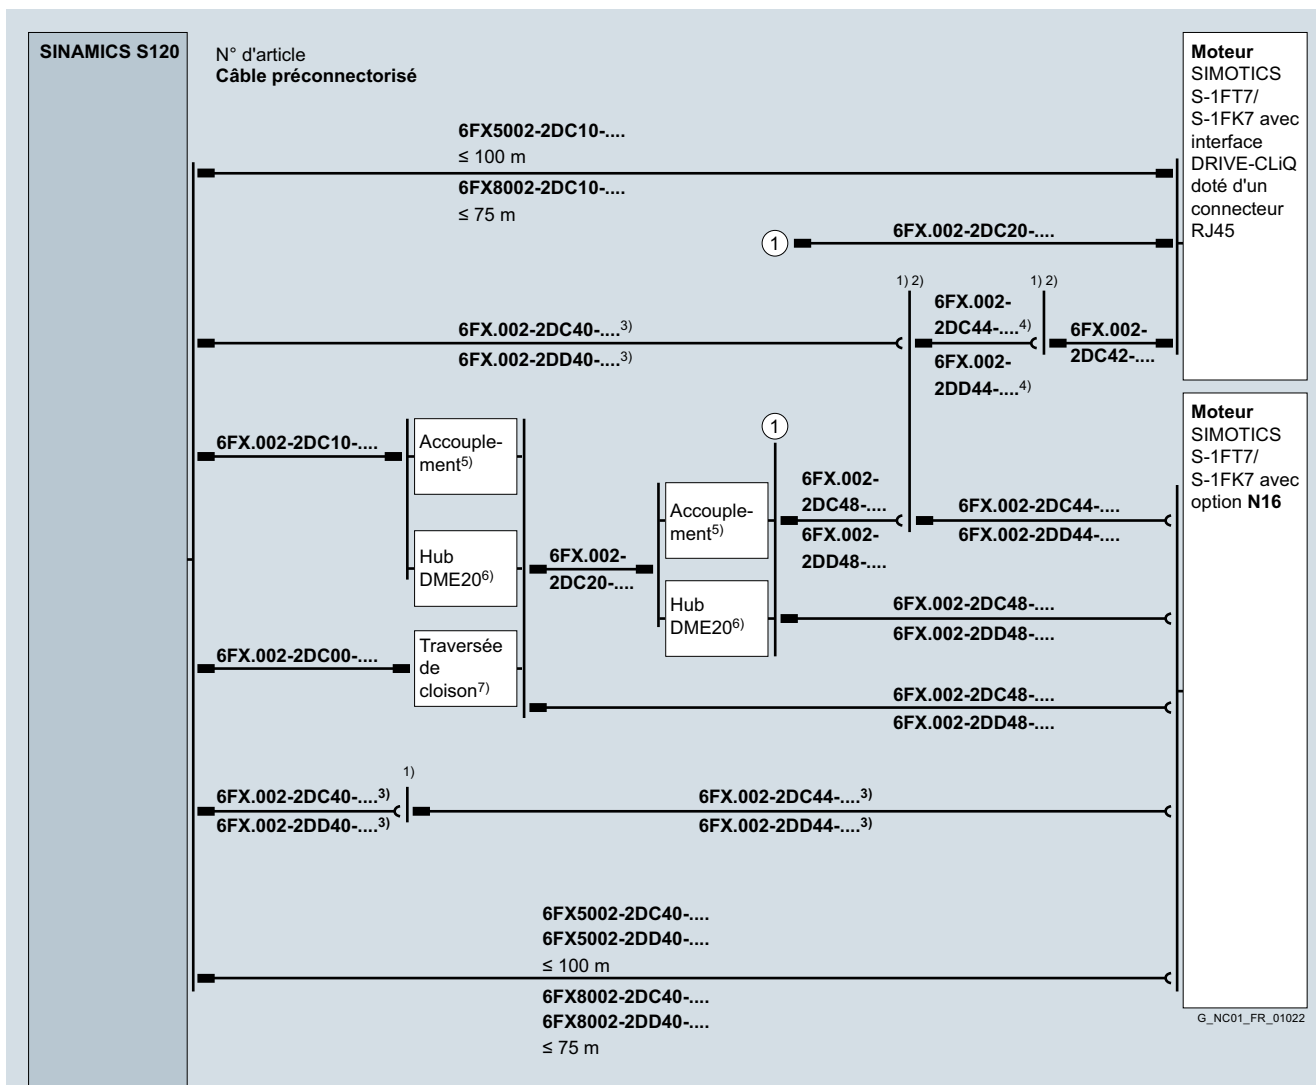 SINAMICS S120
N° d'article
Câble préconnectorisé
6FX5002-2DC10-....
≤ 100 m
6FX8002-2DC10-....
≤ 75 m
1
6FX.002-2DC20-....
Moteur
SIMOTICS
S-1FT7/
S-1FK7 avec
interface
DRIVE-CLiQ
doté d'un
connecteur
RJ45
1) 2)
1) 2)
6FX.002-2DC40-....3)
6FX.002-2DD40-....3)
6FX.002-
2DC44-....4)
6FX.002-
2DD44-....4)
6FX.002-
2DC42-....
6FX.002-2DC10-....
Accouple-
ment5)
Hub
DME206)
6FX.002-
2DC20-....
1
Accouple-
ment5)
Hub
DME206)
6FX.002-
2DC48-....
6FX.002-
2DD48-....
6FX.002-2DC44-....
6FX.002-2DD44-....
Moteur
SIMOTICS
S-1FT7/
S-1FK7 avec
option N16
6FX.002-2DC48-....
6FX.002-2DD48-....
6FX.002-2DC00-....
Traversée
de
cloison7)
6FX.002-2DC48-....
6FX.002-2DD48-....
1)
6FX.002-2DC40-....3)
6FX.002-2DD40-....3)
6FX.002-2DC44-....3)
6FX.002-2DD44-....3)
6FX5002-2DC40-....
6FX5002-2DD40-....
≤ 100 m
6FX8002-2DC40-....
6FX8002-2DD40-....
≤ 75 m
G_NC01_FR_01022